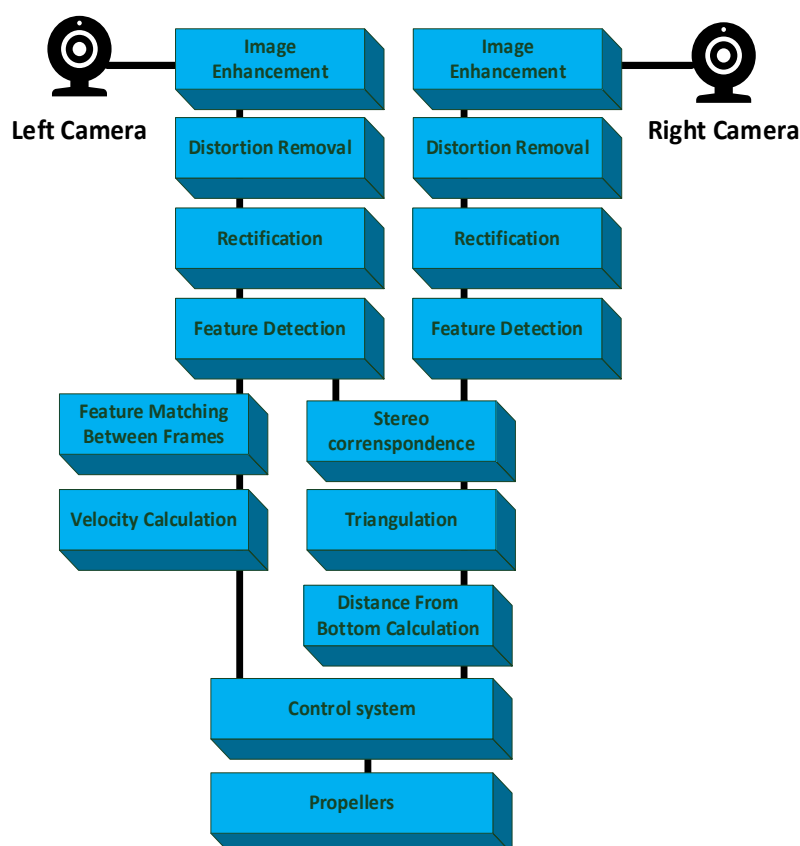 Image
Enhancement
Image
Enhancement
Left Camera
Right Camera
Distortion Removal
Distortion Removal
Rectification
Rectification
Feature Detection
Feature Detection
Feature Matching
Between Frames
Stereo
correnspondence
Velocity Calculation
Triangulation
Distance From
Bottom Calculation
Control system
Propellers